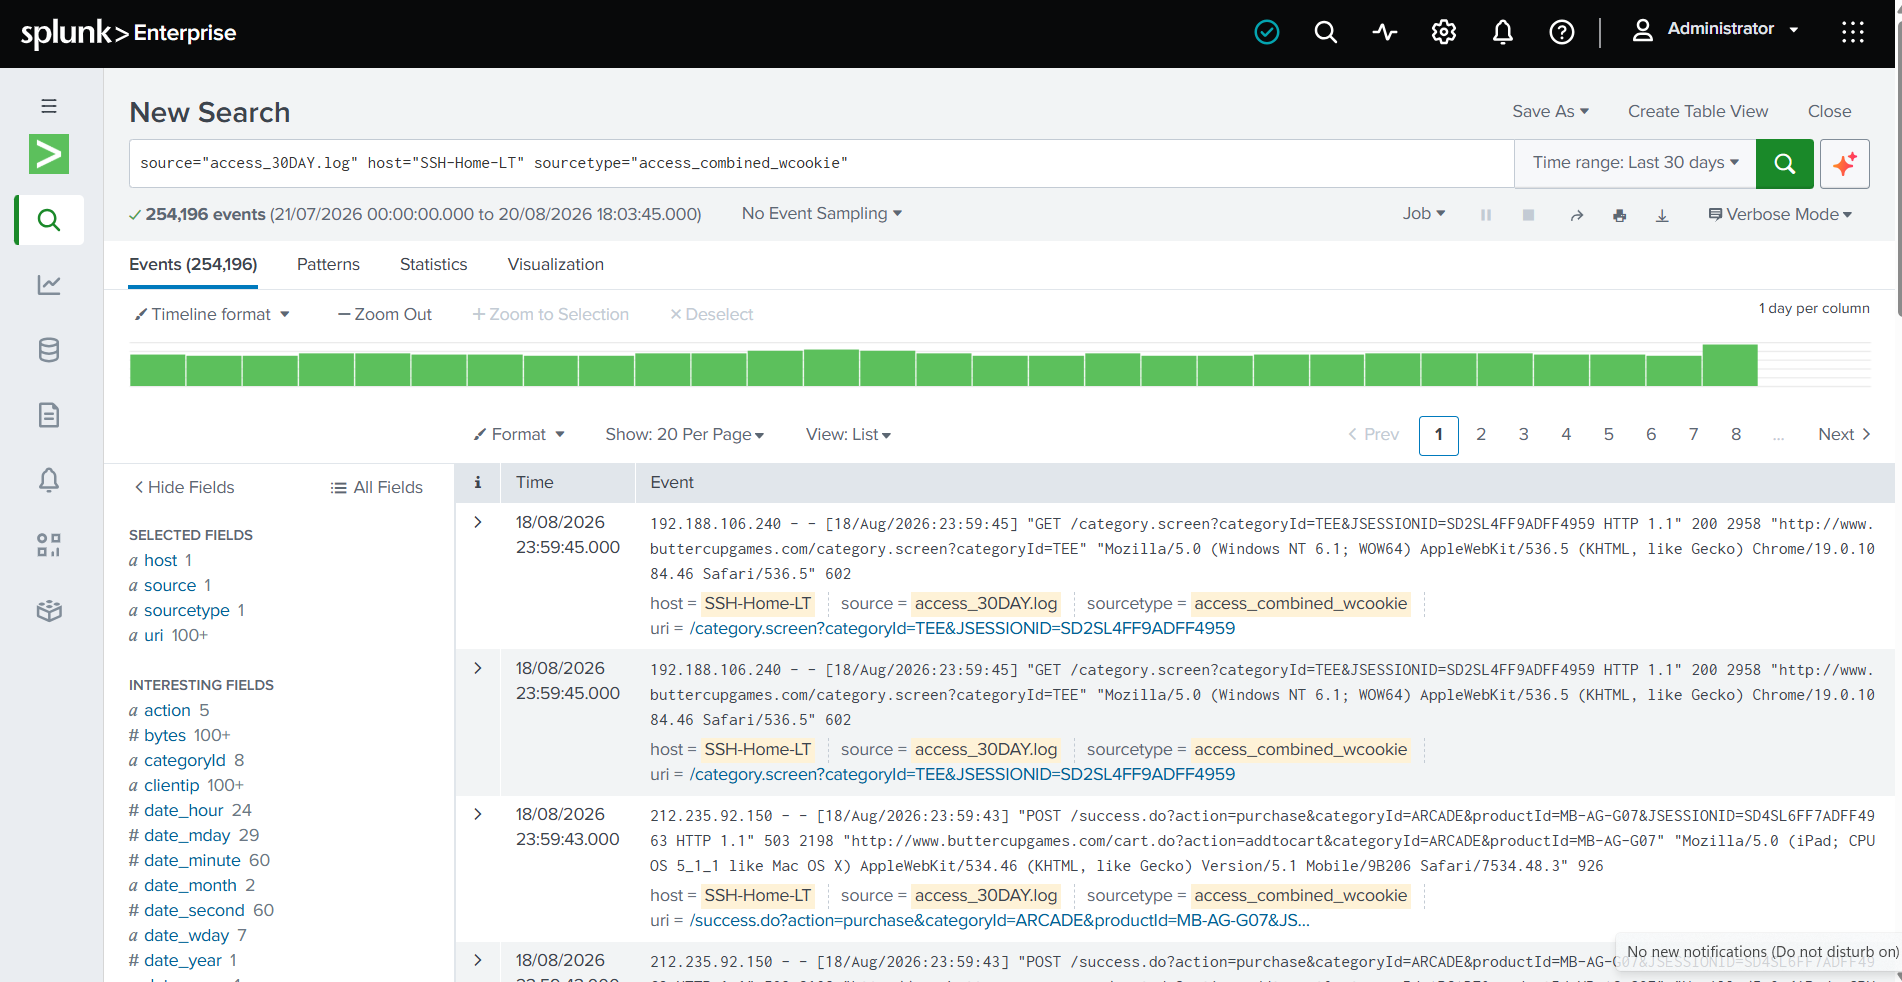 splunk> Enterprise
Administrator
New Search
Save As
Create Table View
Close
source="access_30DAY.log" host="SSH-Home-LT" sourcetype="access_combined_wcookie"
Time range: Last 30 days
254,196 events (21/07/2026 00:00:00.000 to 20/08/2026 18:03:45.000)
No Event Sampling
Job
Verbose Mode
Events (254,196)
Patterns
Statistics
Visualization
Timeline format
Zoom Out
Zoom to Selection
Deselect
1 day per column
Format
Show: 20 Per Page
View: List
Prev
1 2 3 4 5 6 7 8 ... Next
Hide Fields
All Fields
SELECTED FIELDS
a host 1
a source 1
a sourcetype 1
a uri 100+
INTERESTING FIELDS
a action 5
# bytes 100+
a categoryId 8
a clientip 100+
# date_hour 24
# date_mday 29
# date_minute 60
a date_month 2
# date_second 60
a date_wday 7
# date_year 1
i Time Event
18/08/2026
23:59:45.000
192.188.106.240 - - [18/Aug/2026:23:59:45] "GET /category.screen?categoryId=TEE&JSESSIONID=SD2SL4FF9ADFF4959 HTTP 1.1" 200 2958 "http://www.
buttercupgames.com/category.screen?categoryId=TEE" "Mozilla/5.0 (Windows NT 6.1; WOW64) AppleWebKit/536.5 (KHTML, like Gecko) Chrome/19.0.10
84.46 Safari/536.5" 602
host = SSH-Home-LT source = access_30DAY.log sourcetype = access_combined_wcookie
uri = /category.screen?categoryId=TEE&JSESSIONID=SD2SL4FF9ADFF4959
18/08/2026
23:59:45.000
192.188.106.240 - - [18/Aug/2026:23:59:45] "GET /category.screen?categoryId=TEE&JSESSIONID=SD2SL4FF9ADFF4959 HTTP 1.1" 200 2958 "http://www.
buttercupgames.com/category.screen?categoryId=TEE" "Mozilla/5.0 (Windows NT 6.1; WOW64) AppleWebKit/536.5 (KHTML, like Gecko) Chrome/19.0.10
84.46 Safari/536.5" 602
host = SSH-Home-LT source = access_30DAY.log sourcetype = access_combined_wcookie
uri = /category.screen?categoryId=TEE&JSESSIONID=SD2SL4FF9ADFF4959
18/08/2026
23:59:43.000
212.235.92.150 - - [18/Aug/2026:23:59:43] "POST /success.do?action=purchase&categoryId=ARCADE&productId=MB-AG-G07&JSESSIONID=SD4SL6FF7ADFF49
63 HTTP 1.1" 503 2198 "http://www.buttercupgames.com/cart.do?action=addtocart&categoryId=ARCADE&productId=MB-AG-G07" "Mozilla/5.0 (iPad; CPU
OS 5_1_1 like Mac OS X) AppleWebKit/534.46 (KHTML, like Gecko) Version/5.1 Mobile/9B206 Safari/7534.48.3" 926
host = SSH-Home-LT source = access_30DAY.log sourcetype = access_combined_wcookie
uri = /success.do?action=purchase&categoryId=ARCADE&productId=MB-AG-G07&JS...
18/08/2026
212.235.92.150 - - [18/Aug/2026:23:59:43] "POST /success.do?action=purchase&categoryId=ARCADE&productId=MB-AG-G07&JSESSIONID=SD4SL6FF7ADFF49
No new notifications (Do not disturb on)